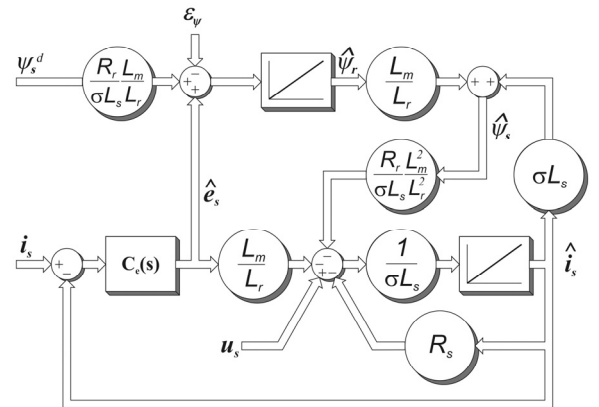 ε_ψ
ψ_s^d
R_r L_m
σL_s L_r
−
+
+
ψ̂_r
L_m
L_r
+ +
ψ̂_s
R_r L_m^2
σL_s L_r^2
σL_s
ê_s
i_s
+
−
C_e(s)
L_m
L_r
−
+
−
1
σL_s
î_s
u_s
R_s